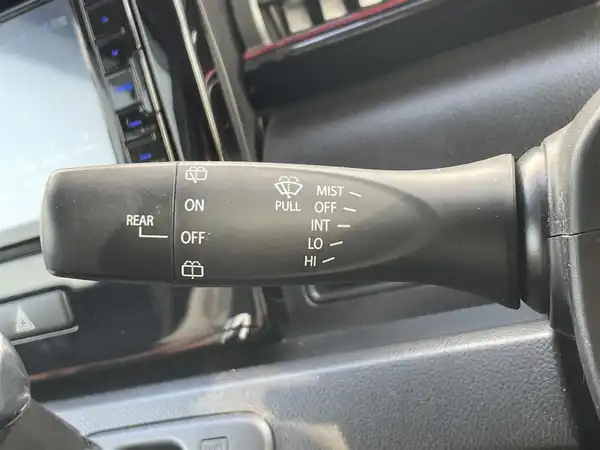 REAR
ON
OFF
PULL
MIST
OFF
INT
LO
HI